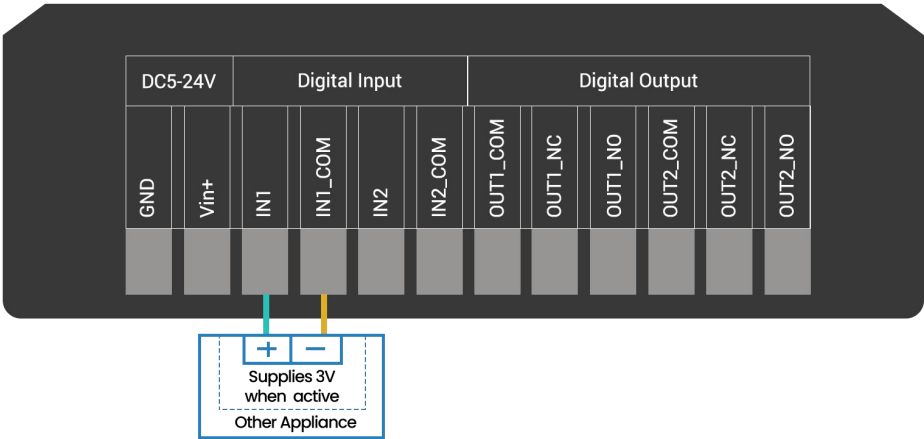 DC5-24V Digital Input Digital Output
GND
Vin+
IN1
IN1_COM
IN2
IN2_COM
OUT1_COM
OUT1_NC
OUT1_NO
OUT2_COM
OUT2_NC
OUT2_NO
+ −
Supplies 3V
when active
Other Appliance